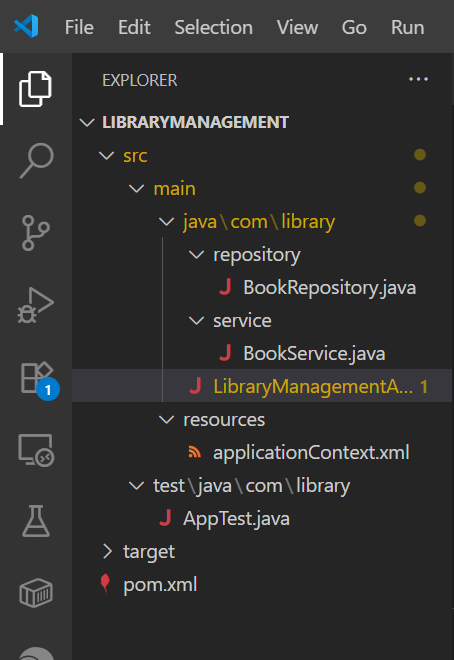 File Edit Selection View Go Run
EXPLORER ...
LIBRARYMANAGEMENT
src
main
java\com\library
repository
BookRepository.java
service
BookService.java
LibraryManagementA... 1
resources
applicationContext.xml
test\java\com\library
AppTest.java
target
pom.xml
1